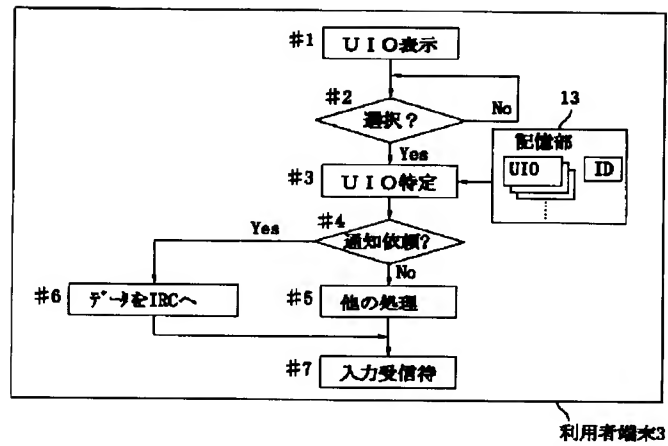 #1
UIO表示
#2
選択?
No
13
記憶部
UIO
ID
Yes
#3
UIO特定
#4
通知依頼?
Yes
No
#6
データをIRCへ
#5
他の処理
#7
入力受信待
利用者端末3